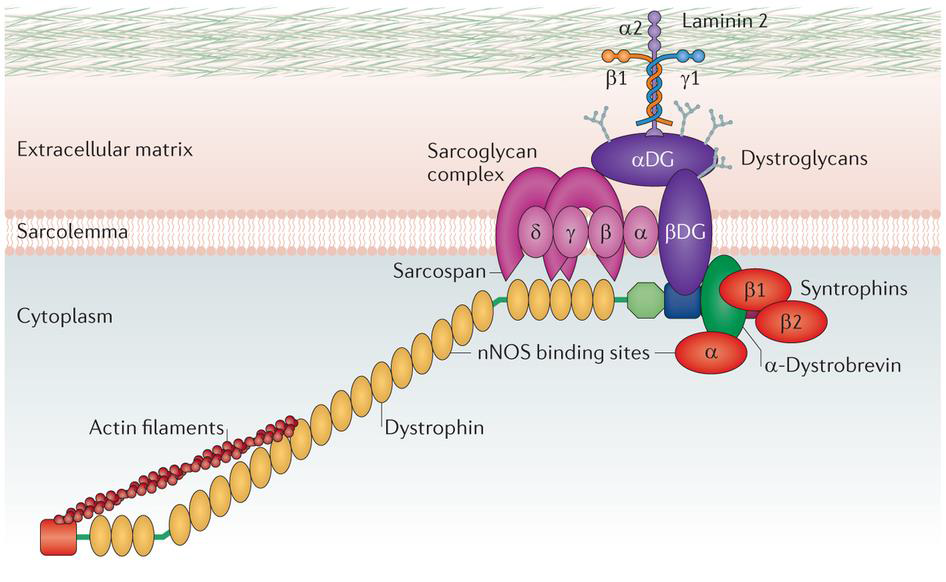 α2
Laminin 2
β1
γ1
Extracellular matrix
Sarcoglycan
complex
αDG
Dystroglycans
Sarcolemma
δ
γ
β
α
βDG
Sarcospan
Cytoplasm
β1
Syntrophins
β2
nNOS binding sites
α
α-Dystrobrevin
Actin filaments
Dystrophin